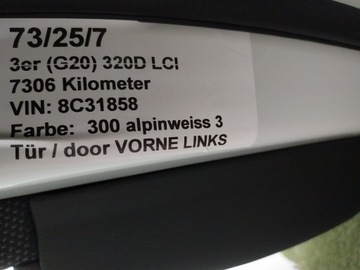 73/25/7
3er (G20) 320D LCI
7306 Kilometer
VIN: 8C31858
Farbe: 300 alpinweiss 3
Tür / door VORNE LINKS